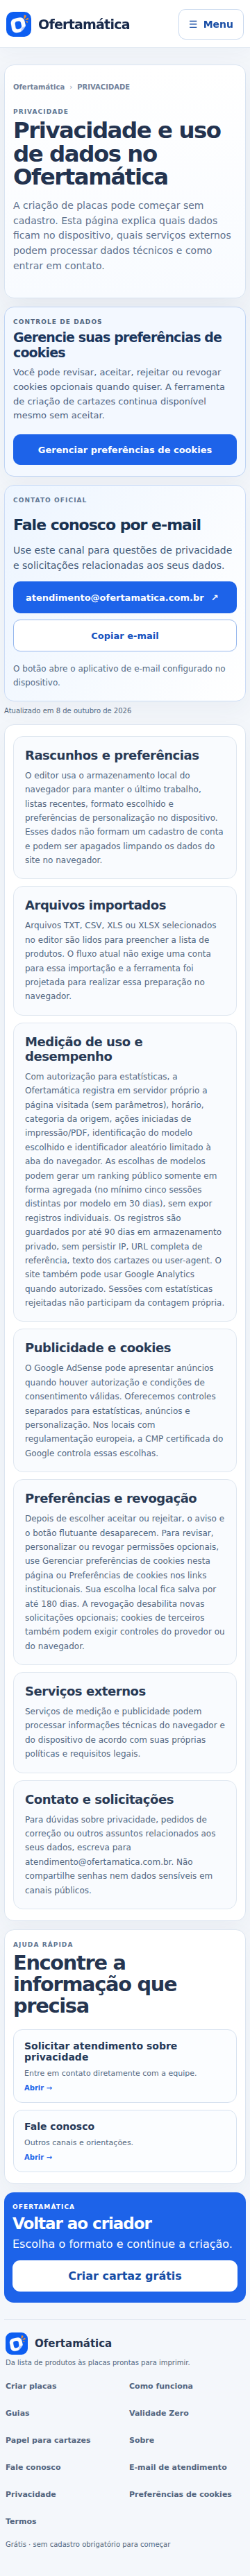 Ofertamática
☰ Menu
Ofertamática › PRIVACIDADE
PRIVACIDADE
Privacidade e uso
de dados no
Ofertamática
A criação de placas pode começar sem
cadastro. Esta página explica quais dados
ficam no dispositivo, quais serviços externos
podem processar dados técnicos e como
entrar em contato.
CONTROLE DE DADOS
Gerencie suas preferências de
cookies
Você pode revisar, aceitar, rejeitar ou revogar
cookies opcionais quando quiser. A ferramenta
de criação de cartazes continua disponível
mesmo sem aceitar.
Gerenciar preferências de cookies
CONTATO OFICIAL
Fale conosco por e-mail
Use este canal para questões de privacidade
e solicitações relacionadas aos seus dados.
atendimento@ofertamatica.com.br ↗
Copiar e-mail
O botão abre o aplicativo de e-mail configurado no
dispositivo.
Atualizado em 8 de outubro de 2026
Rascunhos e preferências
O editor usa o armazenamento local do
navegador para manter o último trabalho,
listas recentes, formato escolhido e
preferências de personalização no dispositivo.
Esses dados não formam um cadastro de conta
e podem ser apagados limpando os dados do
site no navegador.
Arquivos importados
Arquivos TXT, CSV, XLS ou XLSX selecionados
no editor são lidos para preencher a lista de
produtos. O fluxo atual não exige uma conta
para essa importação e a ferramenta foi
projetada para realizar essa preparação no
navegador.
Medição de uso e
desempenho
Com autorização para estatísticas, a
Ofertamática registra em servidor próprio a
página visitada (sem parâmetros), horário,
categoria da origem, ações iniciadas de
impressão/PDF, identificação do modelo
escolhido e identificador aleatório limitado à
aba do navegador. As escolhas de modelos
podem gerar um ranking público somente em
forma agregada (no mínimo cinco sessões
distintas por modelo em 30 dias), sem expor
registros individuais. Os registros são
guardados por até 90 dias em armazenamento
privado, sem persistir IP, URL completa de
referência, texto dos cartazes ou user-agent. O
site também pode usar Google Analytics
quando autorizado. Sessões com estatísticas
rejeitadas não participam da contagem própria.
Publicidade e cookies
O Google AdSense pode apresentar anúncios
quando houver autorização e condições de
consentimento válidas. Oferecemos controles
separados para estatísticas, anúncios e
personalização. Nos locais com
regulamentação europeia, a CMP certificada do
Google controla essas escolhas.
Preferências e revogação
Depois de escolher aceitar ou rejeitar, o aviso e
o botão flutuante desaparecem. Para revisar,
personalizar ou revogar permissões opcionais,
use Gerenciar preferências de cookies nesta
página ou Preferências de cookies nos links
institucionais. Sua escolha local fica salva por
até 180 dias. A revogação desabilita novas
solicitações opcionais; cookies de terceiros
também podem exigir controles do provedor ou
do navegador.
Serviços externos
Serviços de medição e publicidade podem
processar informações técnicas do navegador e
do dispositivo de acordo com suas próprias
políticas e requisitos legais.
Contato e solicitações
Para dúvidas sobre privacidade, pedidos de
correção ou outros assuntos relacionados aos
seus dados, escreva para
atendimento@ofertamatica.com.br. Não
compartilhe senhas nem dados sensíveis em
canais públicos.
AJUDA RÁPIDA
Encontre a
informação que
precisa
Solicitar atendimento sobre
privacidade
Entre em contato diretamente com a equipe.
Abrir →
Fale conosco
Outros canais e orientações.
Abrir →
OFERTAMÁTICA
Voltar ao criador
Escolha o formato e continue a criação.
Criar cartaz grátis
Ofertamática
Da lista de produtos às placas prontas para imprimir.
Criar placas
Como funciona
Guias
Validade Zero
Papel para cartazes
Sobre
Fale conosco
E-mail de atendimento
Privacidade
Preferências de cookies
Termos
Grátis · sem cadastro obrigatório para começar